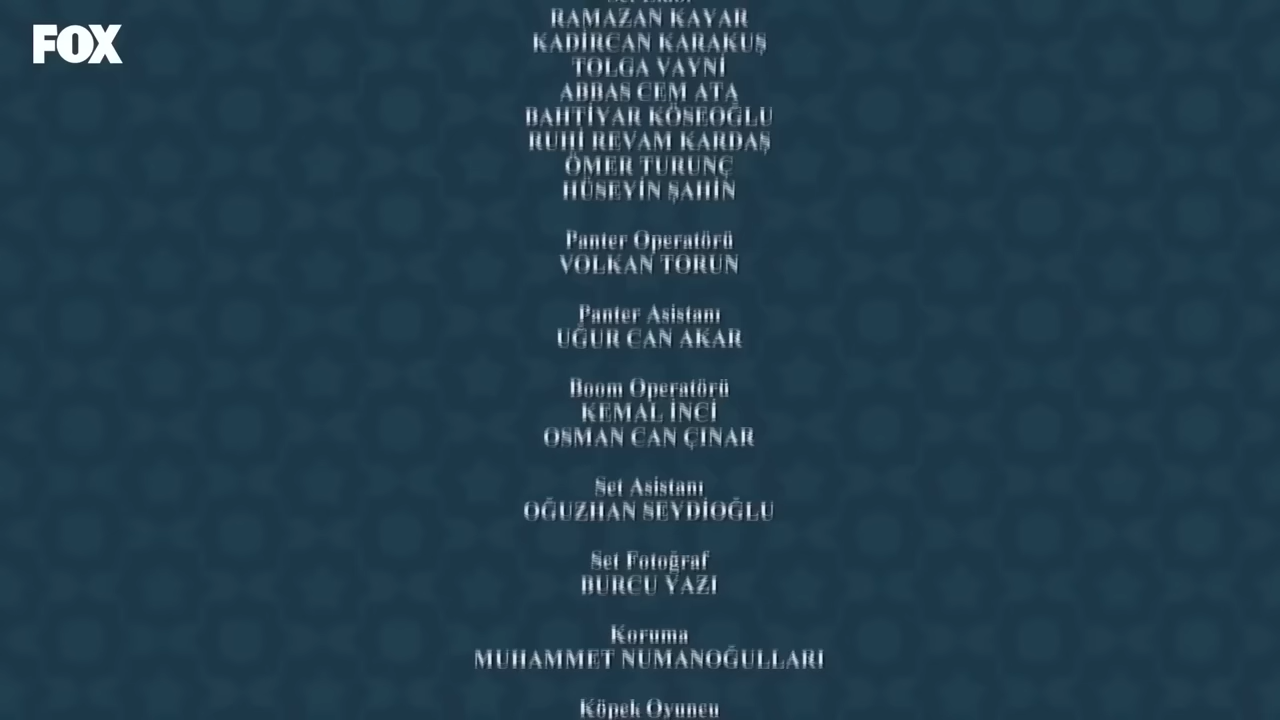 FOX
RAMAZAN KAYAR
KADİRCAN KARAKUŞ
TOLGA VAYNİ
ABBAS CEM ATA
BAHTİYAR KÖSEOĞLU
RUHİ REVAM KARDAŞ
ÖMER TURUNÇ
HÜSEYİN ŞAHİN
Panter Operatörü
VOLKAN TORUN
Panter Asistanı
UĞUR CAN AKAR
Boom Operatörü
KEMAL İNCİ
OSMAN CAN ÇINAR
Set Asistanı
OĞUZHAN SEYDİOĞLU
Set Fotoğraf
BURCU YAZI
Koruma
MUHAMMET NUMANOĞULLARI
Köpek Oyuncu